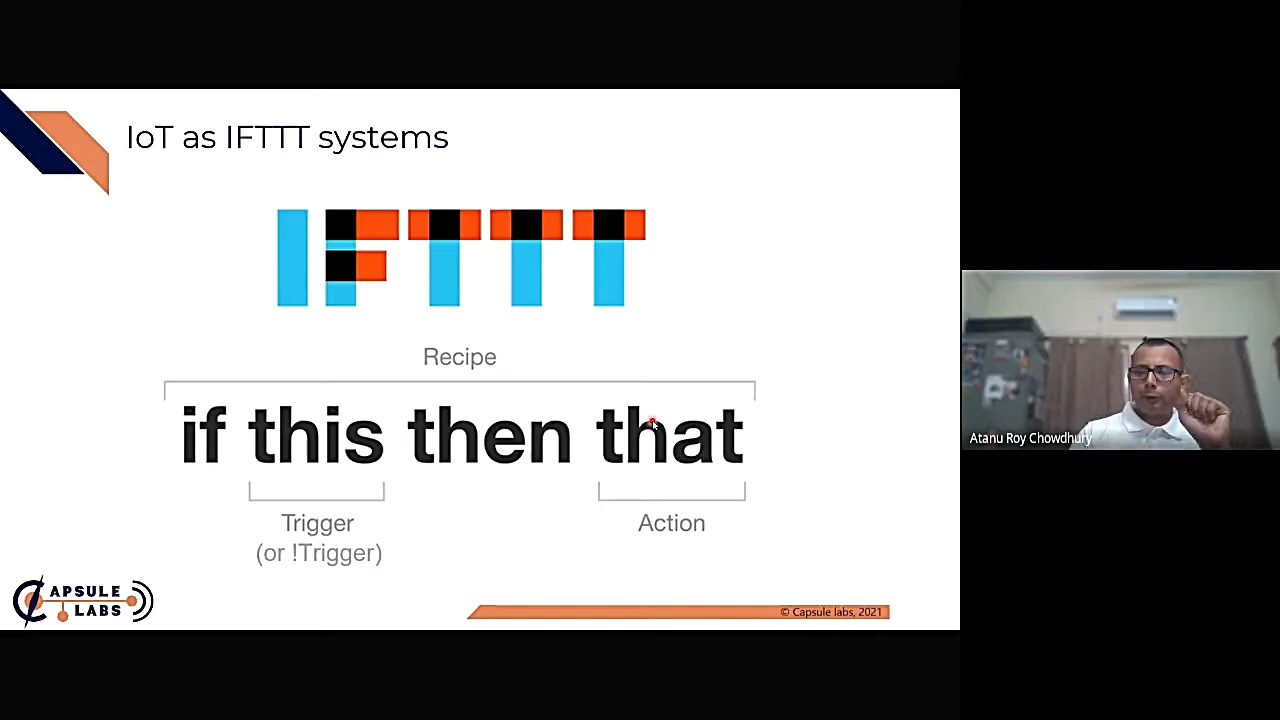 IoT as IFTTT systems
IFTTT
Recipe
if this then that
Trigger
(or !Trigger)
Action
CAPSULE
LABS
© Capsule labs, 2021
Atanu Roy Chowdhury